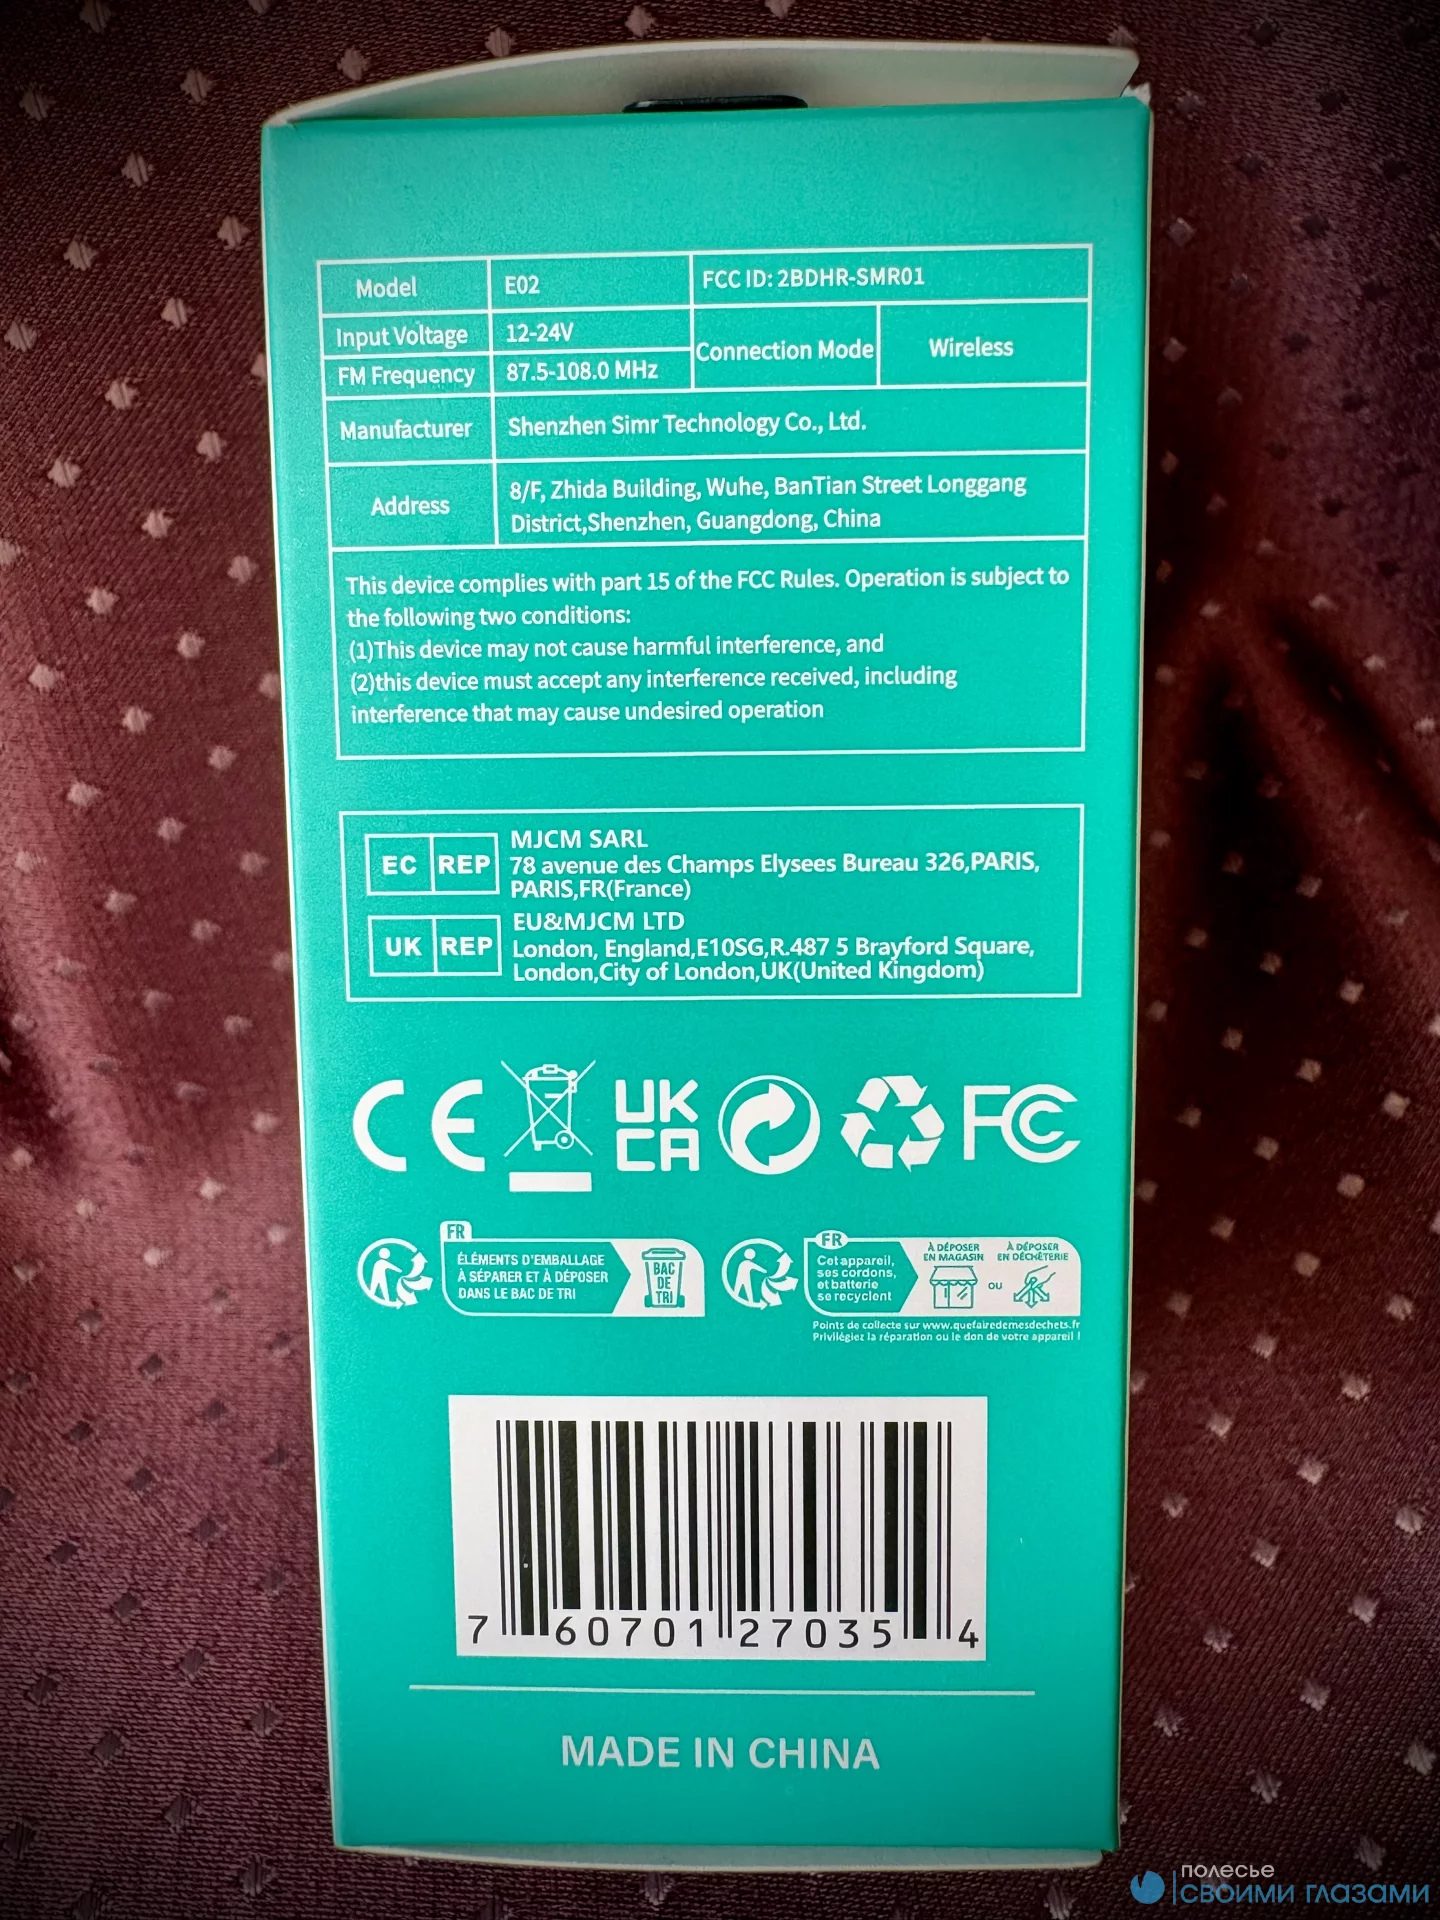 Model E02 FCC ID: 2BDHR-SMR01
Input Voltage 12-24V
Connection Mode Wireless
FM Frequency 87.5-108.0 MHz
Manufacturer Shenzhen Simr Technology Co., Ltd.
Address 8/F, Zhida Building, Wuhe, BanTian Street Longgang
District,Shenzhen, Guangdong, China
This device complies with part 15 of the FCC Rules. Operation is subject to
the following two conditions:
(1)This device may not cause harmful interference, and
(2)this device must accept any interference received, including
interference that may cause undesired operation
EC REP
MJCM SARL
78 avenue des Champs Elysees Bureau 326,PARIS,
PARIS,FR(France)
UK REP
EU&MJCM LTD
London, England,E10SG,R.487 5 Brayford Square,
London,City of London,UK(United Kingdom)
CE
UK
CA
FC
FR
ÉLÉMENTS D'EMBALLAGE
À SÉPARER ET À DÉPOSER
DANS LE BAC DE TRI
BAC
DE
TRI
FR
Cet appareil,
ses cordons,
et batterie
se recyclent
À DÉPOSER
EN MAGASIN
OU
À DÉPOSER
EN DÉCHÈTERIE
Points de collecte sur www.quefairedemesdechets.fr
Privilégiez la réparation ou le don de votre appareil !
7 60701 27035 4
MADE IN CHINA
полесье
своими глазами